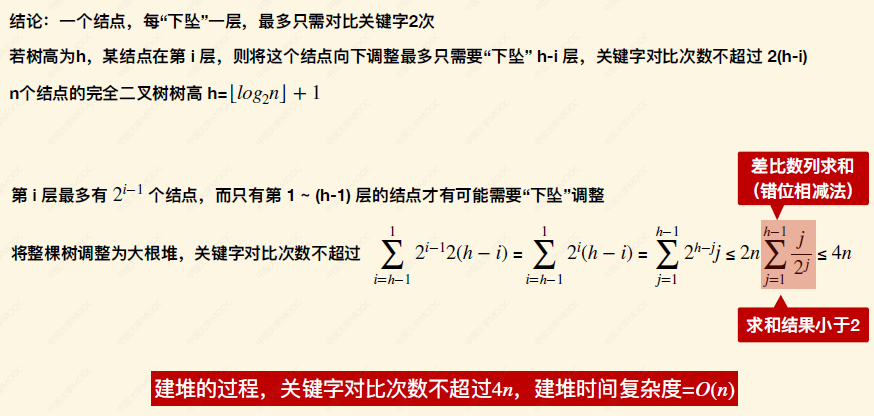 结论：一个结点，每“下坠”一层，最多只需对比关键字2次
若树高为h，某结点在第 i 层，则将这个结点向下调整最多只需要“下坠” h-i 层，关键字对比次数不超过 2(h-i)
n个结点的完全二叉树树高 h=⌊log₂n⌋ + 1
差比数列求和
（错位相减法）
第 i 层最多有 2^{i−1} 个结点，而只有第 1 ~ (h-1) 层的结点才有可能需要“下坠”调整
将整棵树调整为大根堆，关键字对比次数不超过 \sum_{i=h-1}^{1} 2^{i-1}2(h − i) = \sum_{i=h-1}^{1} 2^{i}(h − i) = \sum_{j=1}^{h-1} 2^{h-j}j ≤ 2n \sum_{j=1}^{h-1} \frac{j}{2^{j}} ≤ 4n
求和结果小于2
建堆的过程，关键字对比次数不超过4n，建堆时间复杂度=O(n)